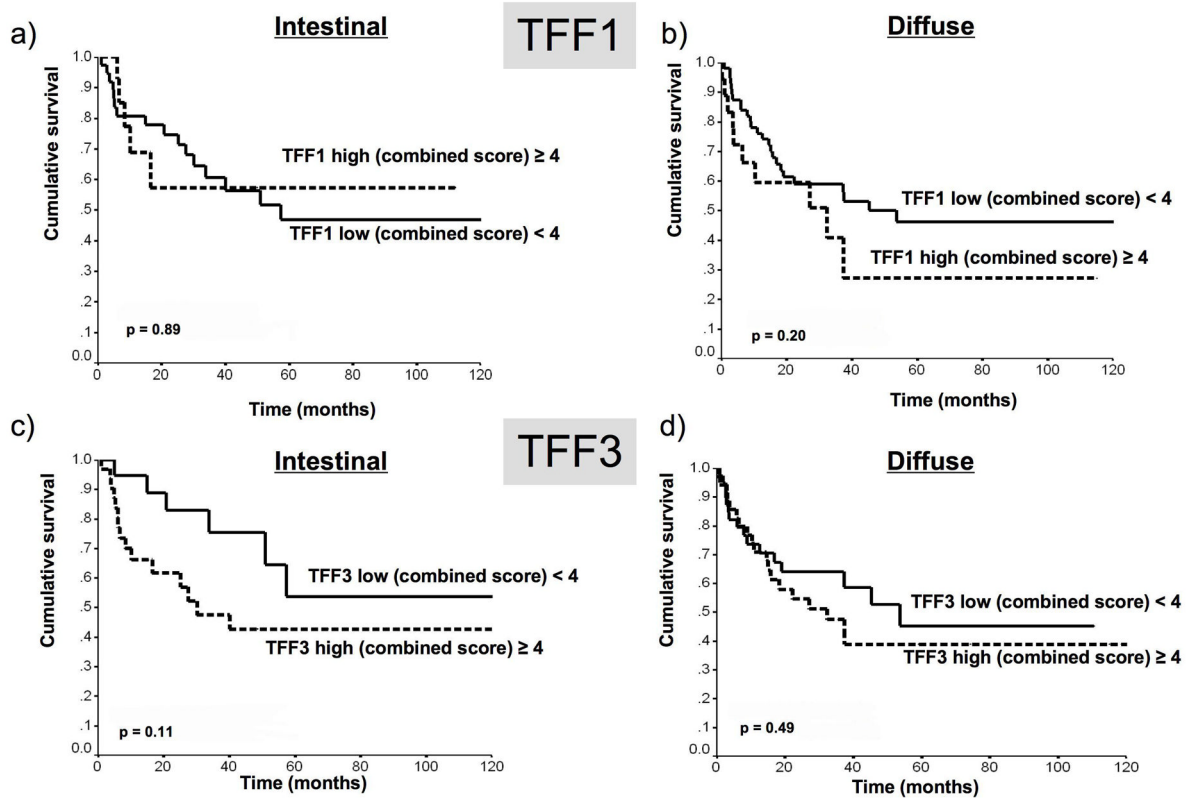 a)
Intestinal
TFF1
b)
Diffuse
Cumulative survival
1.0
.9
.8
.7
.6
.5
.4
.3
.2
.1
0.0
TFF1 high (combined score) ≥ 4
TFF1 low (combined score) < 4
p = 0.89
0 20 40 60 80 100 120
Time (months)
Cumulative survival
1.0
.9
.8
.7
.6
.5
.4
.3
.2
.1
0.0
TFF1 low (combined score) < 4
TFF1 high (combined score) ≥ 4
p = 0.20
0 20 40 60 80 100 120
Time (months)
c)
Intestinal
TFF3
d)
Diffuse
Cumulative survival
1.0
.9
.8
.7
.6
.5
.4
.3
.2
.1
0.0
TFF3 low (combined score) < 4
TFF3 high (combined score) ≥ 4
p = 0.11
0 20 40 60 80 100 120
Time (months)
Cumulative survival
1.0
.9
.8
.7
.6
.5
.4
.3
.2
.1
0.0
TFF3 low (combined score) < 4
TFF3 high (combined score) ≥ 4
p = 0.49
0 20 40 60 80 100 120
Time (months)